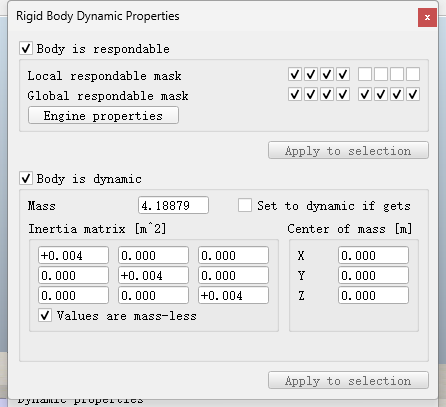 Rigid Body Dynamic Properties
x
Body is respondable
Local respondable mask
Global respondable mask
Engine properties
Apply to selection
Body is dynamic
Mass 4.18879 Set to dynamic if gets
Inertia matrix [m^2] Center of mass [m]
+0.004 0.000 0.000 X 0.000
0.000 +0.004 0.000 Y 0.000
0.000 0.000 +0.004 Z 0.000
Values are mass-less
Apply to selection
Dynamic properties